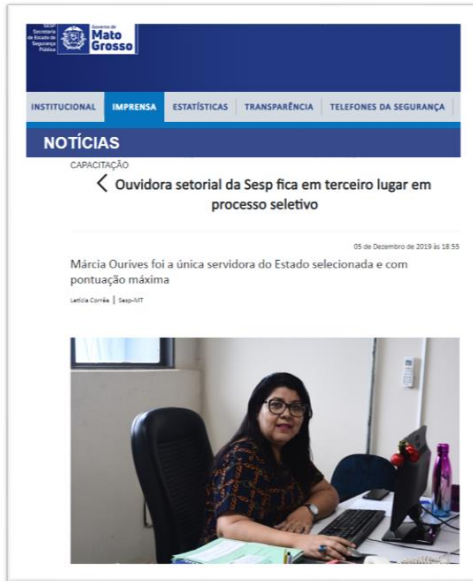 SESP
Secretaria
de Estado de
Segurança
Pública
Governo de
Mato
Grosso
INSTITUCIONAL IMPRENSA ESTATÍSTICAS TRANSPARÊNCIA TELEFONES DA SEGURANÇA
NOTÍCIAS
CAPACITAÇÃO
Ouvidora setorial da Sesp fica em terceiro lugar em
processo seletivo
05 de Dezembro de 2019 às 18:55
Márcia Ourives foi a única servidora do Estado selecionada e com
pontuação máxima
Letícia Corrêa | Sesp-MT